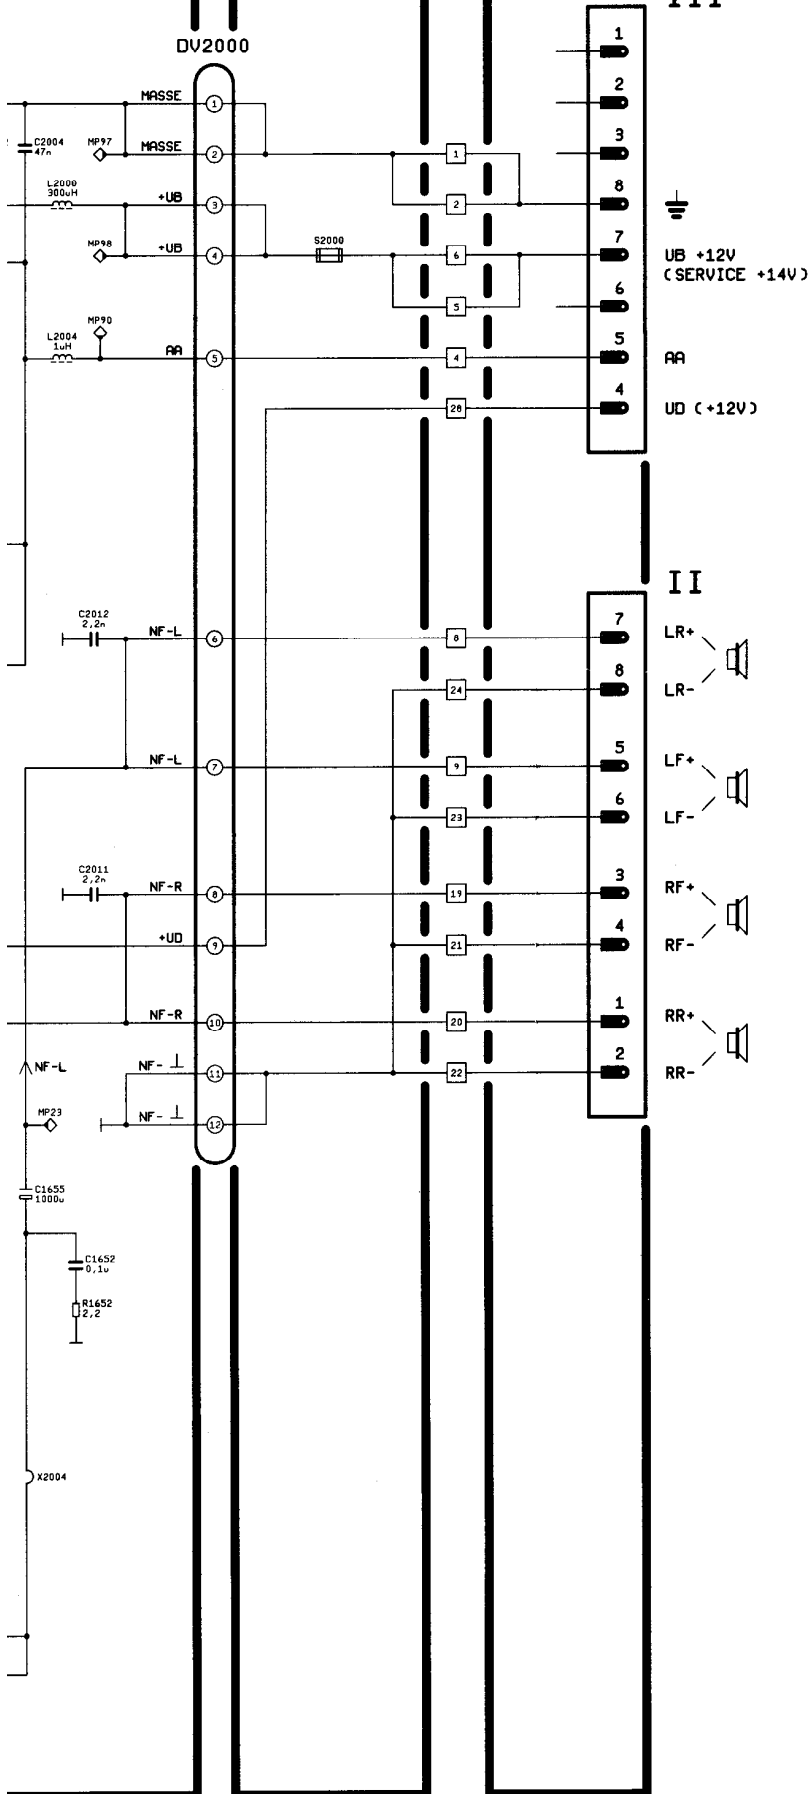 III
DV2000
1
2
MASSE 1
C2004
47n
MP97
MASSE 2
1
3
L2000
300uH
+UB 3
2
8
MP98
+UB 4
S2000
6
7
UB +12V
(SERVICE +14V)
5
6
MP90
L2004
1uH
AA 5
4
5
AA
28
4
UD (+12V)
II
C2012
2,2n
NF-L 6
8
7
LR+
24
8
LR-
NF-L 7
9
5
LF+
23
6
LF-
C2011
2,2n
NF-R 8
19
3
RF+
+UD 9
21
4
RF-
NF-R 10
20
1
RR+
NF-L
NF-⊥ 11
22
2
RR-
MP23
NF-⊥ 12
C1655
1000u
C1652
0,1u
R1652
2,2
X2004